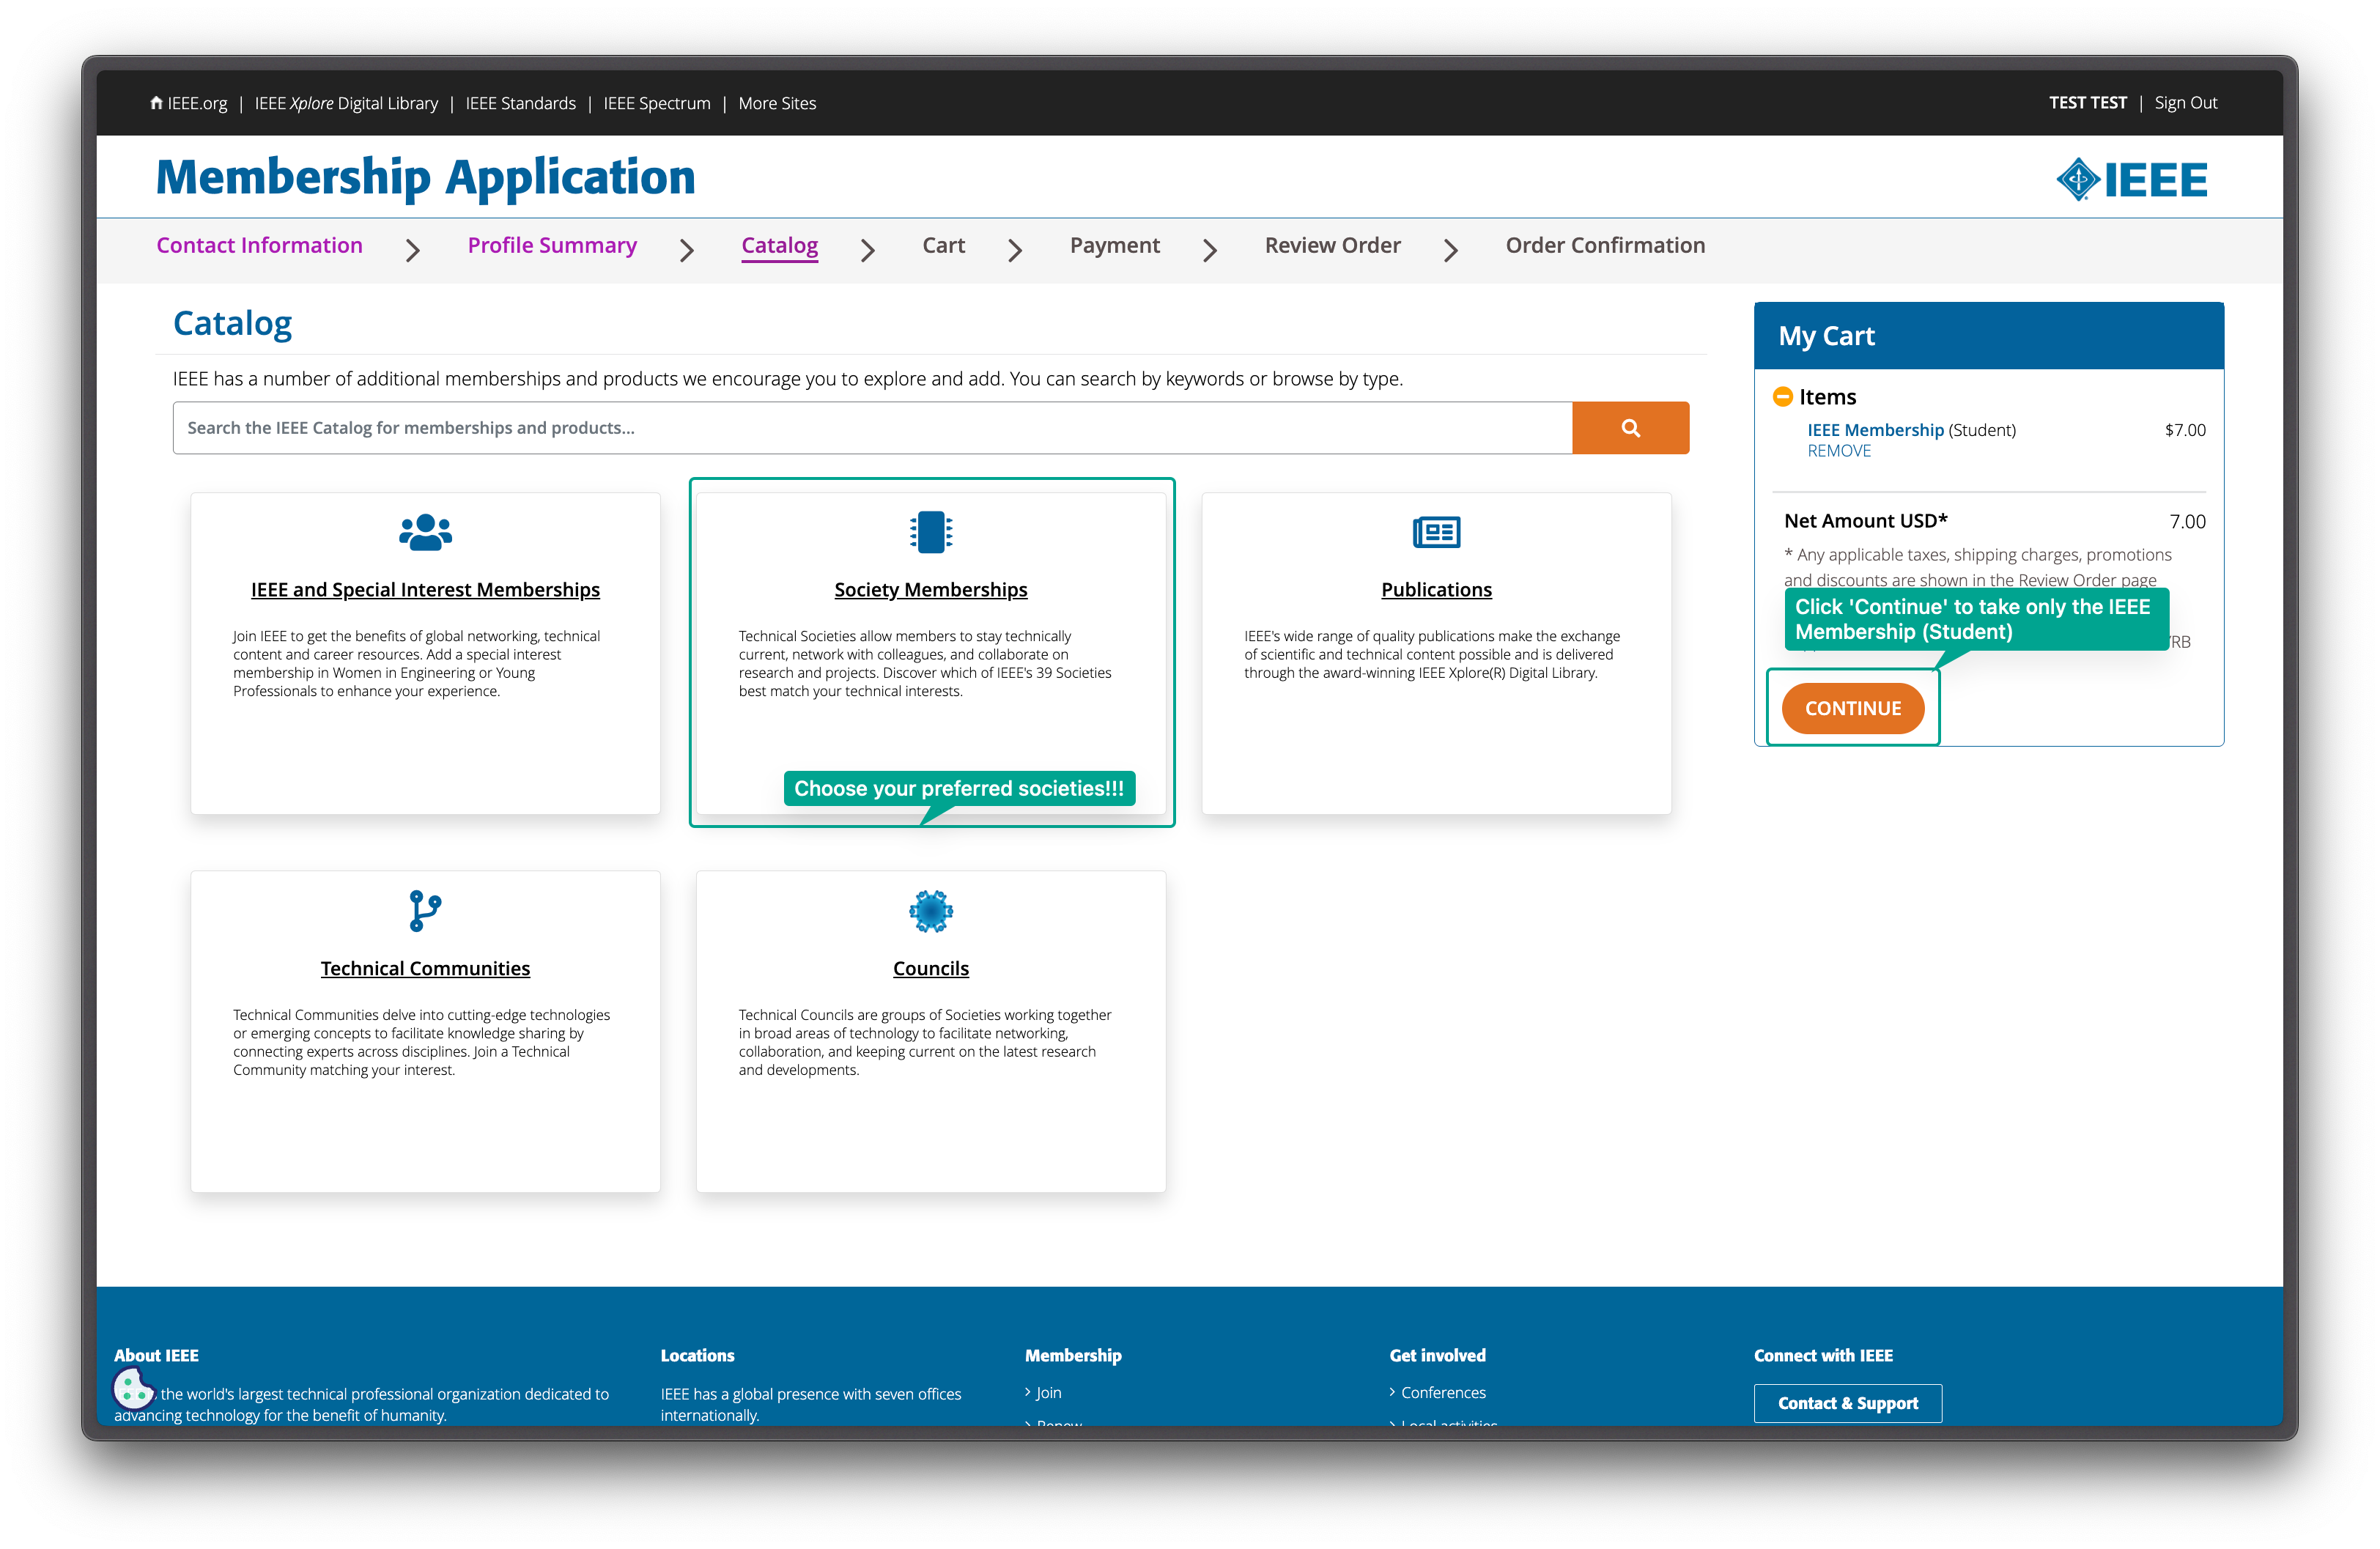 IEEE.org | IEEE Xplore Digital Library | IEEE Standards | IEEE Spectrum | More Sites
TEST TEST | Sign Out
Membership Application
IEEE
Contact Information
Profile Summary
Catalog
Cart
Payment
Review Order
Order Confirmation
Catalog
IEEE has a number of additional memberships and products we encourage you to explore and add. You can search by keywords or browse by type.
Search the IEEE Catalog for memberships and products...
IEEE and Special Interest Memberships
Join IEEE to get the benefits of global networking, technical
content and career resources. Add a special interest
membership in Women in Engineering or Young
Professionals to enhance your experience.
Society Memberships
Technical Societies allow members to stay technically
current, network with colleagues, and collaborate on
research and projects. Discover which of IEEE's 39 Societies
best match your technical interests.
Choose your preferred societies!!!
Publications
IEEE's wide range of quality publications make the exchange
of scientific and technical content possible and is delivered
through the award-winning IEEE Xplore(R) Digital Library.
Technical Communities
Technical Communities delve into cutting-edge technologies
or emerging concepts to facilitate knowledge sharing by
connecting experts across disciplines. Join a Technical
Community matching your interest.
Councils
Technical Councils are groups of Societies working together
in broad areas of technology to facilitate networking,
collaboration, and keeping current on the latest research
and developments.
My Cart
Items
IEEE Membership (Student) $7.00
REMOVE
Net Amount USD* 7.00
* Any applicable taxes, shipping charges, promotions
and discounts are shown in the Review Order page
Click 'Continue' to take only the IEEE
Membership (Student)
CONTINUE
About IEEE
the world's largest technical professional organization dedicated to
advancing technology for the benefit of humanity.
Locations
IEEE has a global presence with seven offices
internationally.
Membership
Join
Renew
Get involved
Conferences
Local activities
Connect with IEEE
Contact & Support